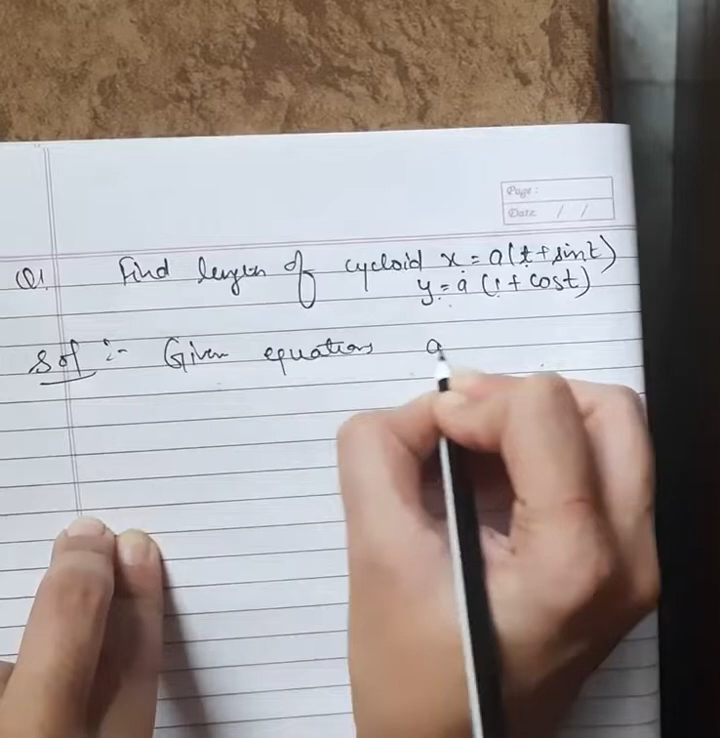 Page:
Date / /
Q1 Find length of cycloid x = a(t + sint)
y = a (1 + cost)
Sol :- Given equations a